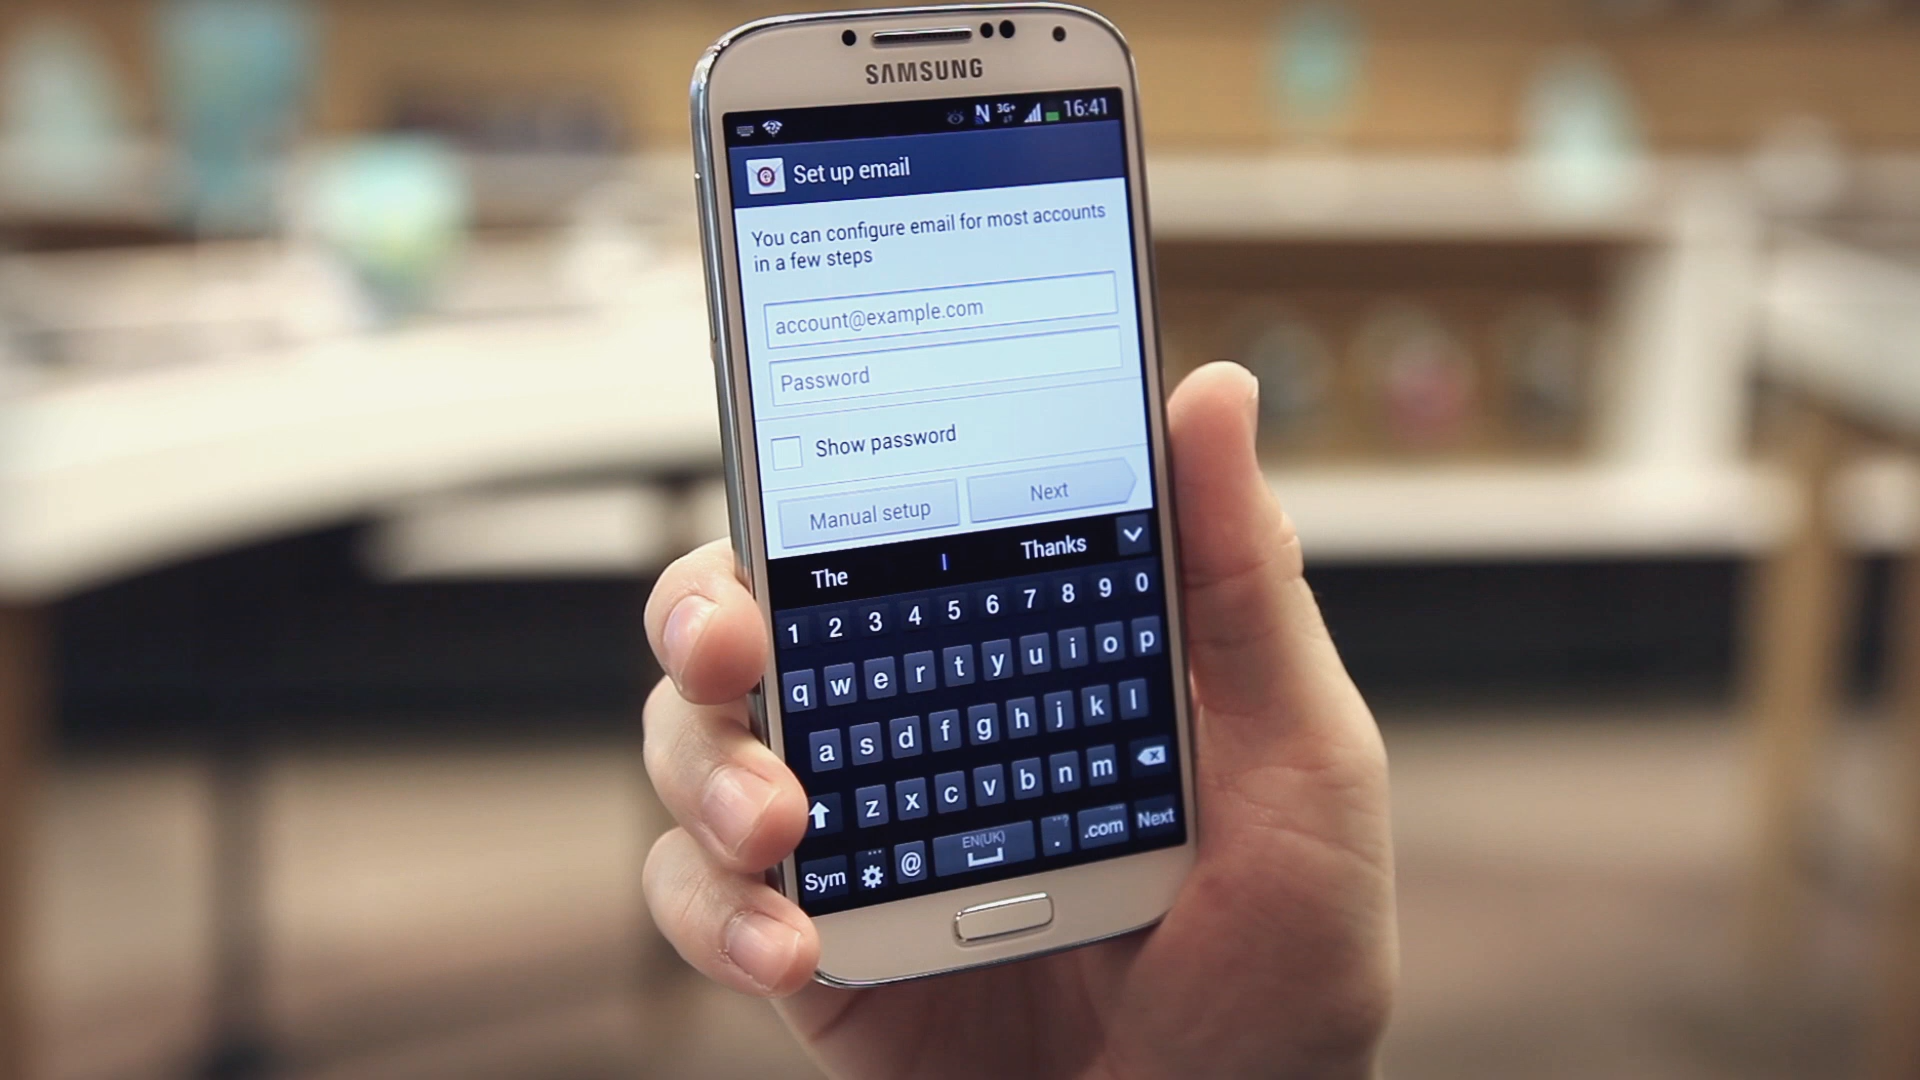 SAMSUNG
3G+ 16:41
Set up email
You can configure email for most accounts
in a few steps
account@example.com
Password
Show password
Manual setup Next
The I Thanks
1 2 3 4 5 6 7 8 9 0
q w e r t y u i o p
a s d f g h j k l
z x c v b n m
Sym @ EN(UK) . .com Next